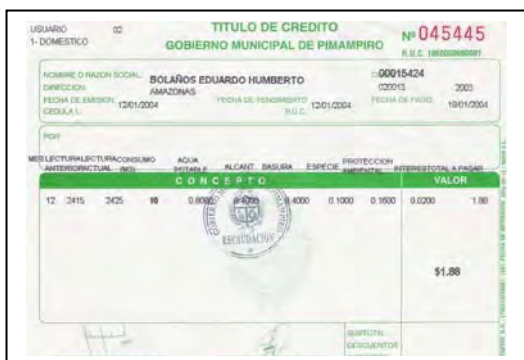 USUARIO 02 TITULO DE CREDITO Nº 045445
1- DOMESTICO GOBIERNO MUNICIPAL DE PIMAMPIRO
R.U.C.
NOMBRE O RAZON SOCIAL: BOLAÑOS EDUARDO HUMBERTO 00015424
DIRECCION: AMAZONAS 020013 2003
FECHA DE EMISION: 12/01/2004 FECHA DE VENCIMIENTO 12/01/2004 FECHA DE PAGO: 19/01/2004
CEDULA I.: R.U.C.
POR:
MES LECTURA LECTURA CONSUMO AGUA ALCANT. BASURA ESPECIE PROTECCION INTERES TOTAL A PAGAR
ANTERIOR ACTUAL (M3) POTABLE AMBIENTAL
CONCEPTO VALOR
12 2415 2425 10 0.8000 0.4000 0.4000 0.1000 0.1600 0.0200 1.88
RECAUDACION
$1.88
SUBTOTAL
DESCUENTOS